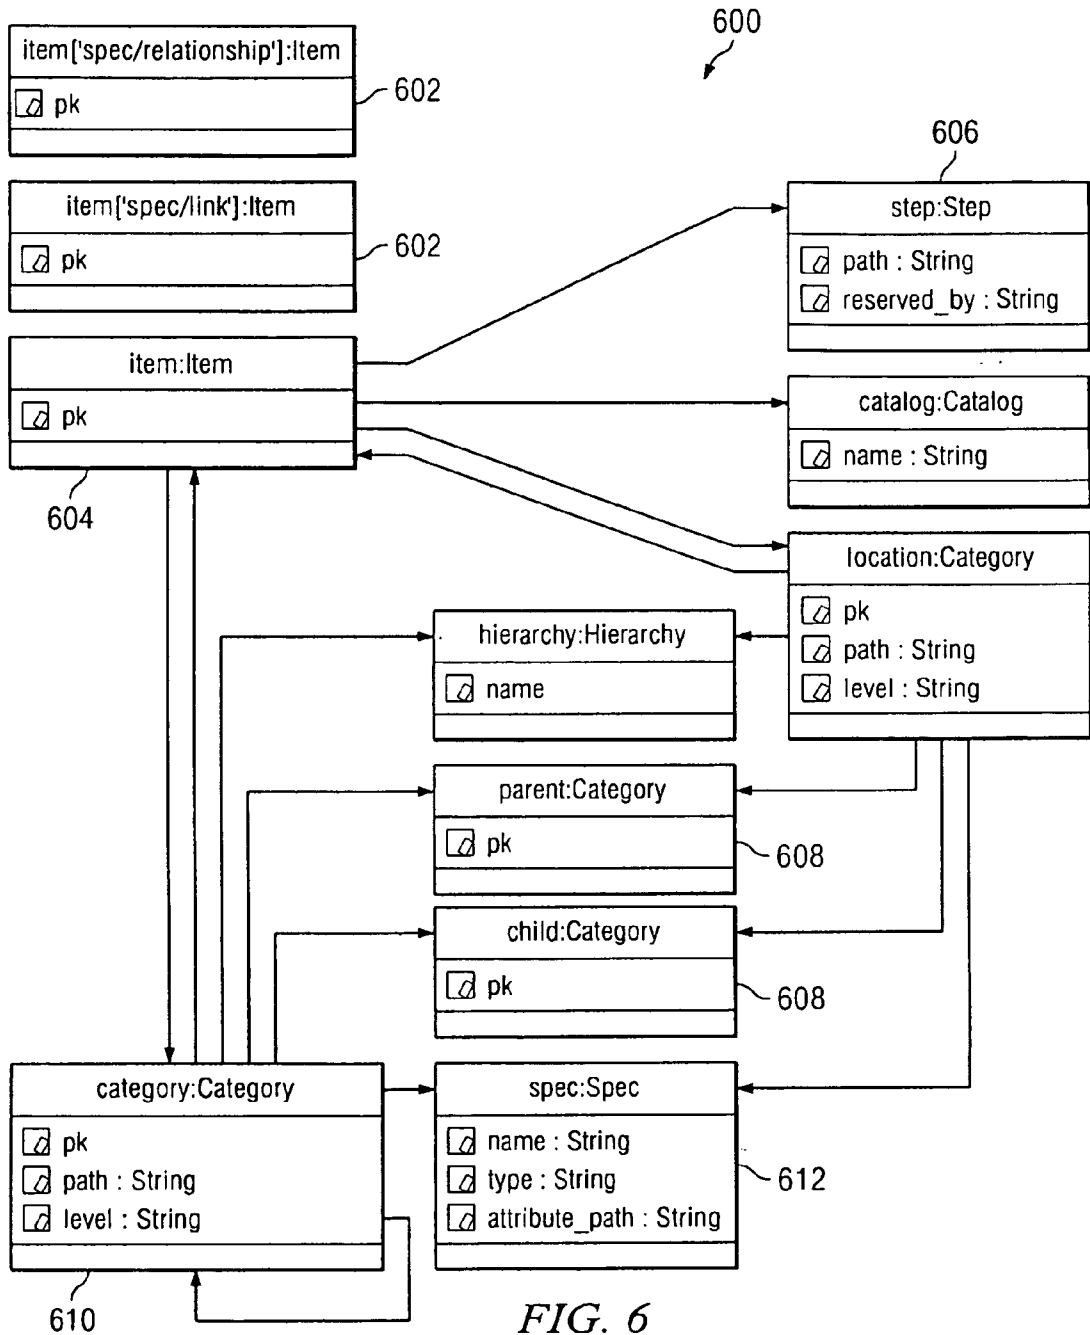 600
item['spec/relationship']:Item
pk
602
item['spec/link']:Item
pk
602
item:Item
pk
604
606
step:Step
path : String
reserved_by : String
catalog:Catalog
name : String
location:Category
pk
path : String
level : String
hierarchy:Hierarchy
name
parent:Category
pk
608
child:Category
pk
608
category:Category
pk
path : String
level : String
610
spec:Spec
name : String
type : String
attribute_path : String
612
FIG. 6